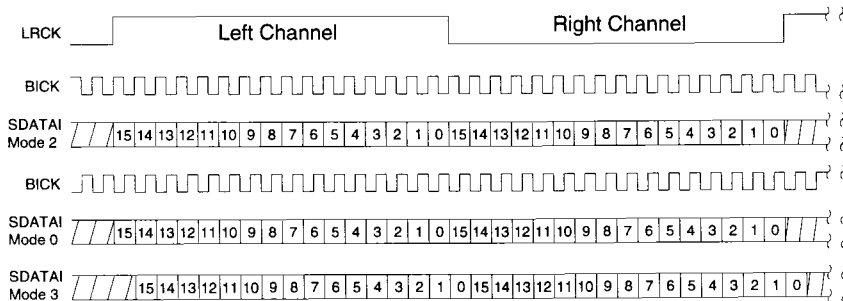 LRCK Left Channel Right Channel
BICK
SDATAI
Mode 2 15 14 13 12 11 10 9 8 7 6 5 4 3 2 1 0 15 14 13 12 11 10 9 8 7 6 5 4 3 2 1 0
BICK
SDATAI
Mode 0 15 14 13 12 11 10 9 8 7 6 5 4 3 2 1 0 15 14 13 12 11 10 9 8 7 6 5 4 3 2 1 0
SDATAI
Mode 3 15 14 13 12 11 10 9 8 7 6 5 4 3 2 1 0 15 14 13 12 11 10 9 8 7 6 5 4 3 2 1 0